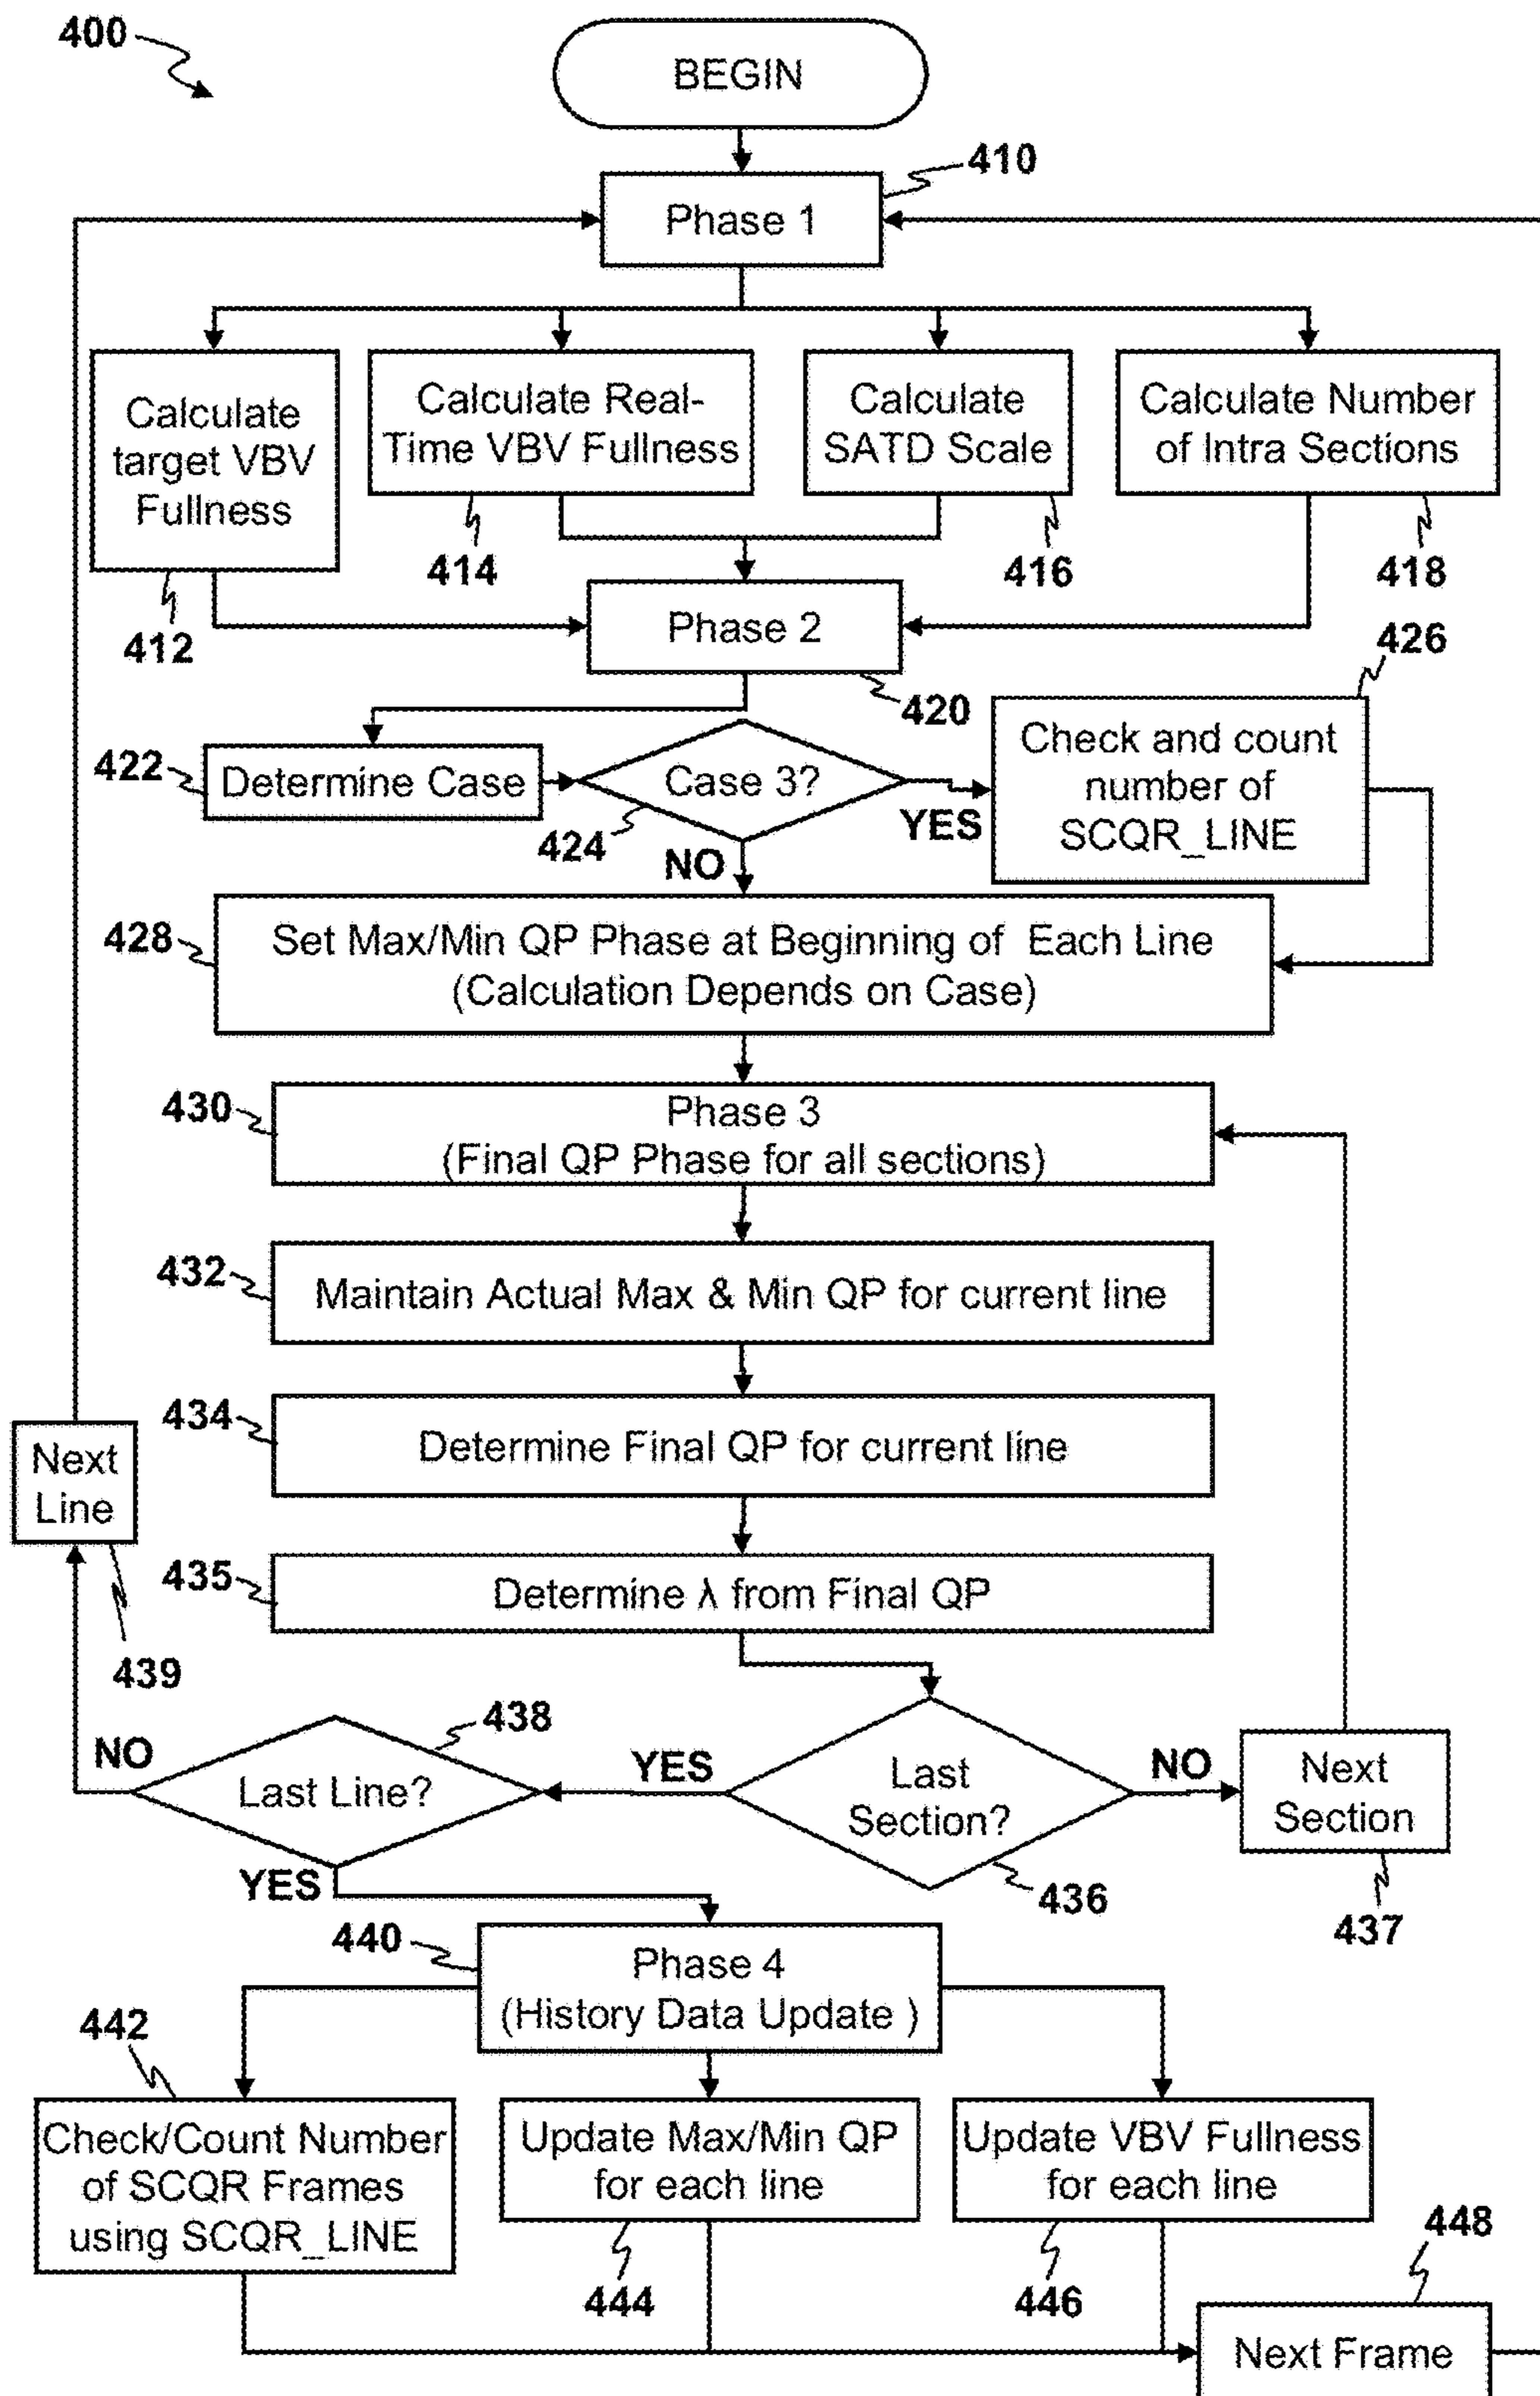 400
BEGIN
410
Phase 1
Calculate
target VBV
Fullness
Calculate Real-
Time VBV Fullness
Calculate
SATD Scale
Calculate Number
of Intra Sections
412
414
416
418
Phase 2
420
426
422
Determine Case
Case 3?
424
YES
NO
Check and count
number of
SCQR_LINE
428
Set Max/Min QP Phase at Beginning of Each Line
(Calculation Depends on Case)
430
Phase 3
(Final QP Phase for all sections)
432
Maintain Actual Max & Min QP for current line
434
Determine Final QP for current line
Next
Line
439
435
Determine λ from Final QP
438
NO
Last Line?
YES
Last
Section?
NO
Next
Section
YES
436
437
440
Phase 4
(History Data Update )
442
Check/Count Number
of SCQR Frames
using SCQR_LINE
Update Max/Min QP
for each line
Update VBV Fullness
for each line
444
446
448
Next Frame